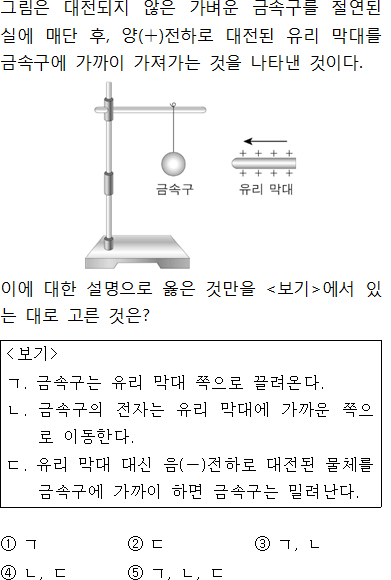 그림은 대전되지 않은 가벼운 금속구를 절연된
실에 매단 후, 양(+)전하로 대전된 유리 막대를
금속구에 가까이 가져가는 것을 나타낸 것이다.
+ + + +
+ + + +
금속구 유리 막대
이에 대한 설명으로 옳은 것만을 <보기>에서 있
는 대로 고른 것은?
<보기>
ㄱ. 금속구는 유리 막대 쪽으로 끌려온다.
ㄴ. 금속구의 전자는 유리 막대에 가까운 쪽으
로 이동한다.
ㄷ. 유리 막대 대신 음(-)전하로 대전된 물체를
금속구에 가까이 하면 금속구는 밀려난다.
① ㄱ ② ㄷ ③ ㄱ, ㄴ
④ ㄴ, ㄷ ⑤ ㄱ, ㄴ, ㄷ